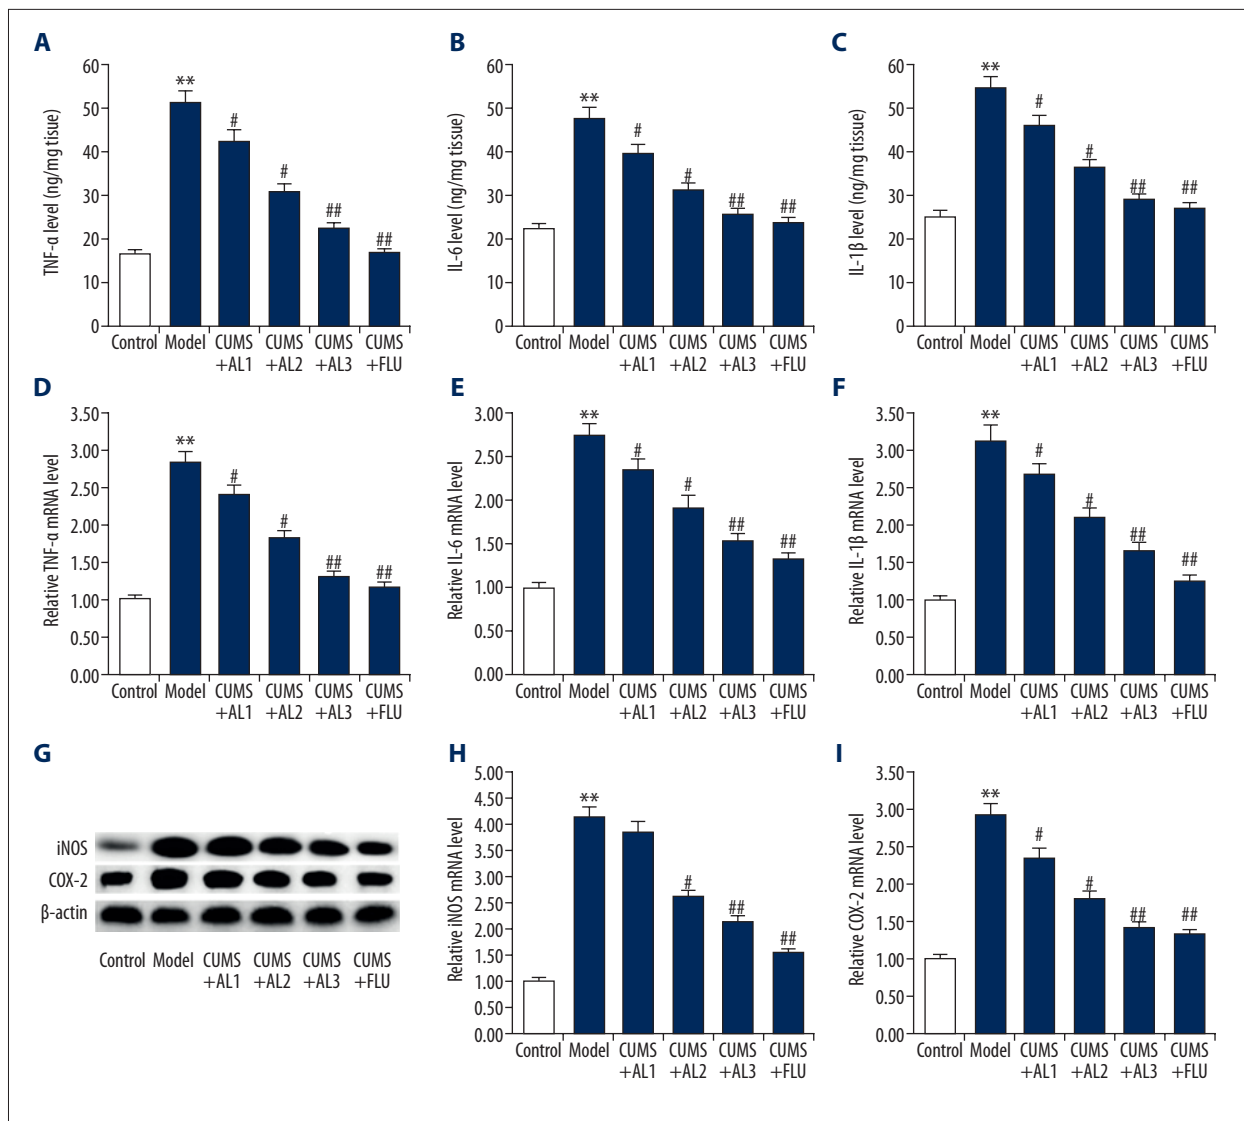 A
TNF-α level (ng/mg tissue)
60
50
40
30
20
10
0
**
#
#
##
##
Control Model CUMS CUMS CUMS CUMS
+AL1 +AL2 +AL3 +FLU
B
IL-6 level (ng/mg tissue)
60
50
40
30
20
10
0
**
#
#
##
##
Control Model CUMS CUMS CUMS CUMS
+AL1 +AL2 +AL3 +FLU
C
IL-1β level (ng/mg tissue)
60
50
40
30
20
10
0
**
#
#
##
##
Control Model CUMS CUMS CUMS CUMS
+AL1 +AL2 +AL3 +FLU
D
Relative TNF-α mRNA level
3.50
3.00
2.50
2.00
1.50
1.00
0.50
0.00
**
#
#
##
##
Control Model CUMS CUMS CUMS CUMS
+AL1 +AL2 +AL3 +FLU
E
Relative IL-6 mRNA level
3.00
2.50
2.00
1.50
1.00
0.50
0.00
**
#
#
##
##
Control Model CUMS CUMS CUMS CUMS
+AL1 +AL2 +AL3 +FLU
F
Relative IL-1β mRNA level
3.50
3.00
2.50
2.00
1.50
1.00
0.50
0.00
**
#
#
##
##
Control Model CUMS CUMS CUMS CUMS
+AL1 +AL2 +AL3 +FLU
G
iNOS
COX-2
β-actin
Control Model CUMS CUMS CUMS CUMS
+AL1 +AL2 +AL3 +FLU
H
Relative iNOS mRNA level
5.00
4.50
4.00
3.50
3.00
2.50
2.00
1.50
1.00
0.50
0.00
**
#
##
##
Control Model CUMS CUMS CUMS CUMS
+AL1 +AL2 +AL3 +FLU
I
Relative COX-2 mRNA level
3.50
3.00
2.50
2.00
1.50
1.00
0.50
0.00
**
#
#
##
##
Control Model CUMS CUMS CUMS CUMS
+AL1 +AL2 +AL3 +FLU